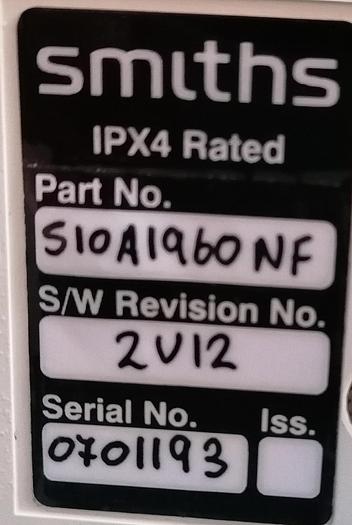 smiths
IPX4 Rated
Part No.
S10A1960NF
S/W Revision No.
2V12
Serial No. Iss.
0701193